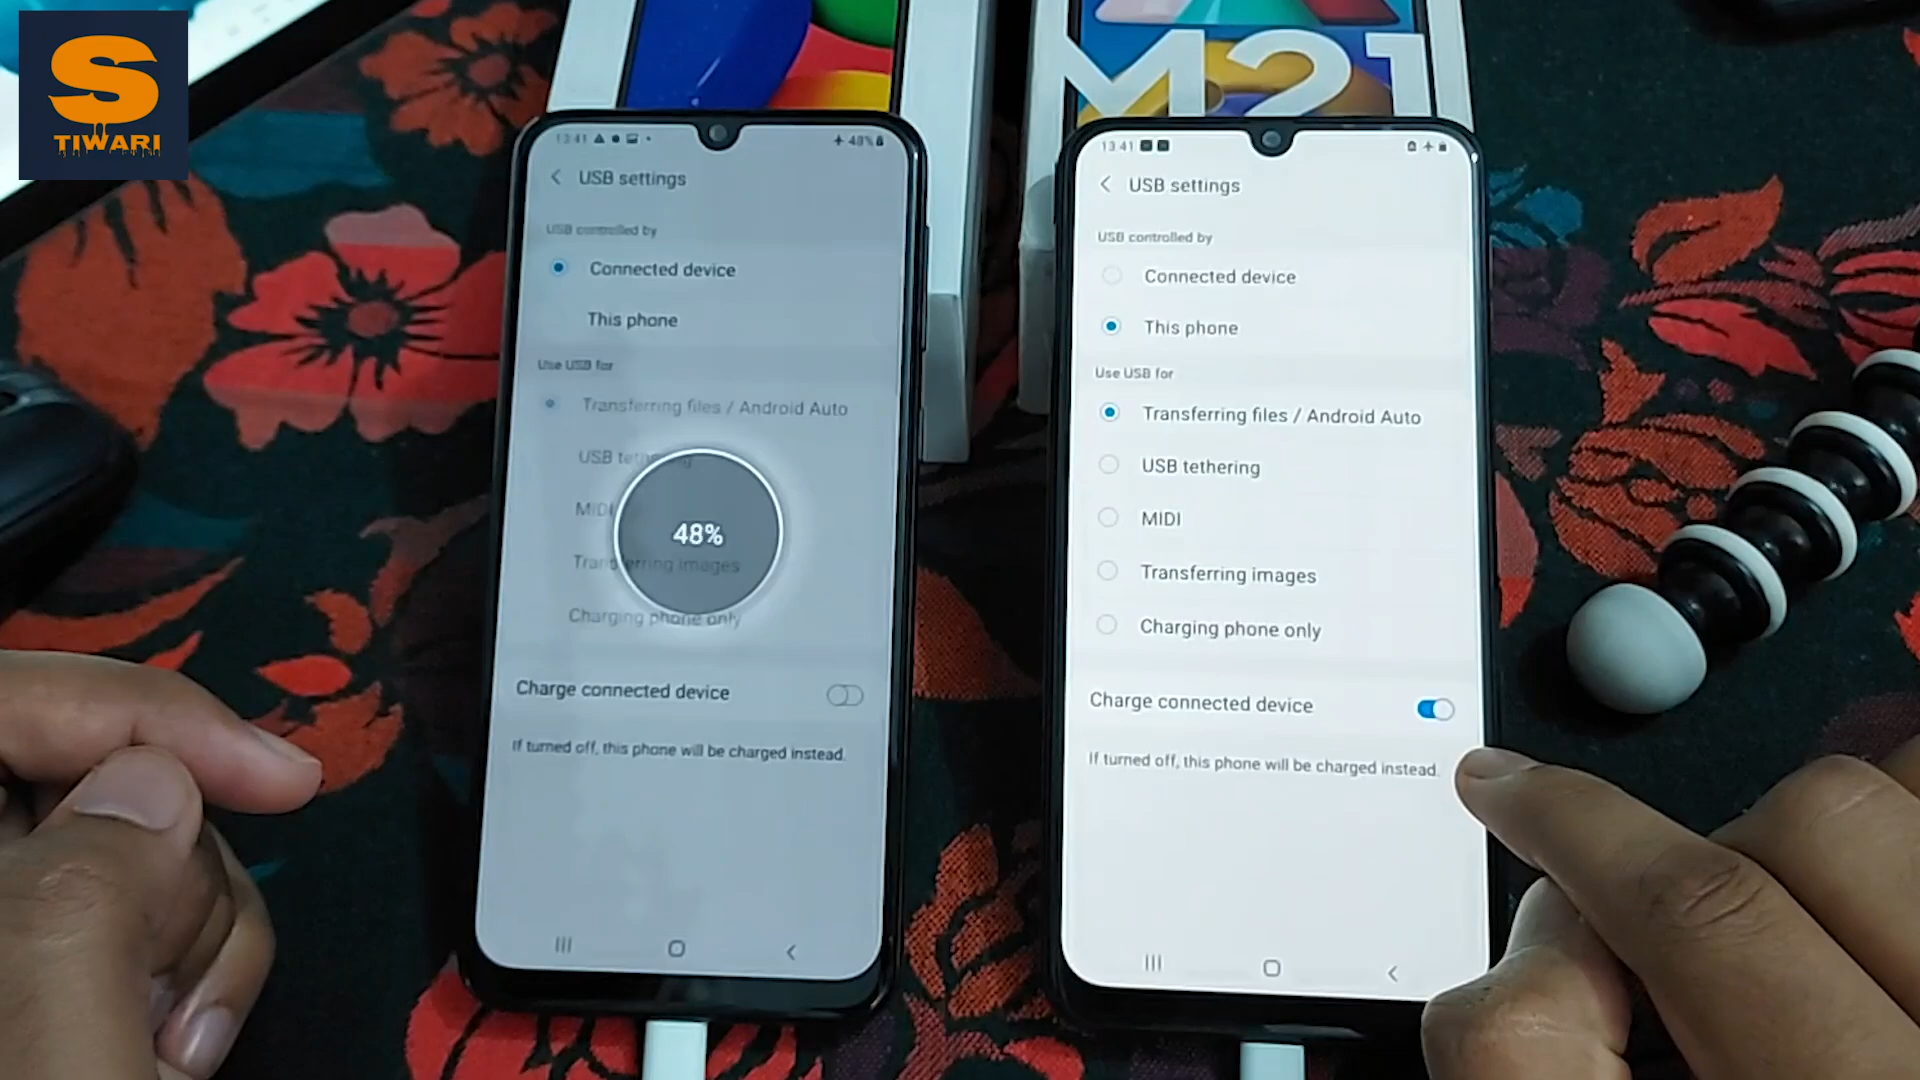 S
TIWARI
M21
13:41
48%
USB settings
USB controlled by
Connected device
This phone
Use USB for
Transferring files / Android Auto
USB tethering
MIDI
Transferring images
Charging phone only
48%
Charge connected device
If turned off, this phone will be charged instead.
13:41
USB settings
USB controlled by
Connected device
This phone
Use USB for
Transferring files / Android Auto
USB tethering
MIDI
Transferring images
Charging phone only
Charge connected device
If turned off, this phone will be charged instead.